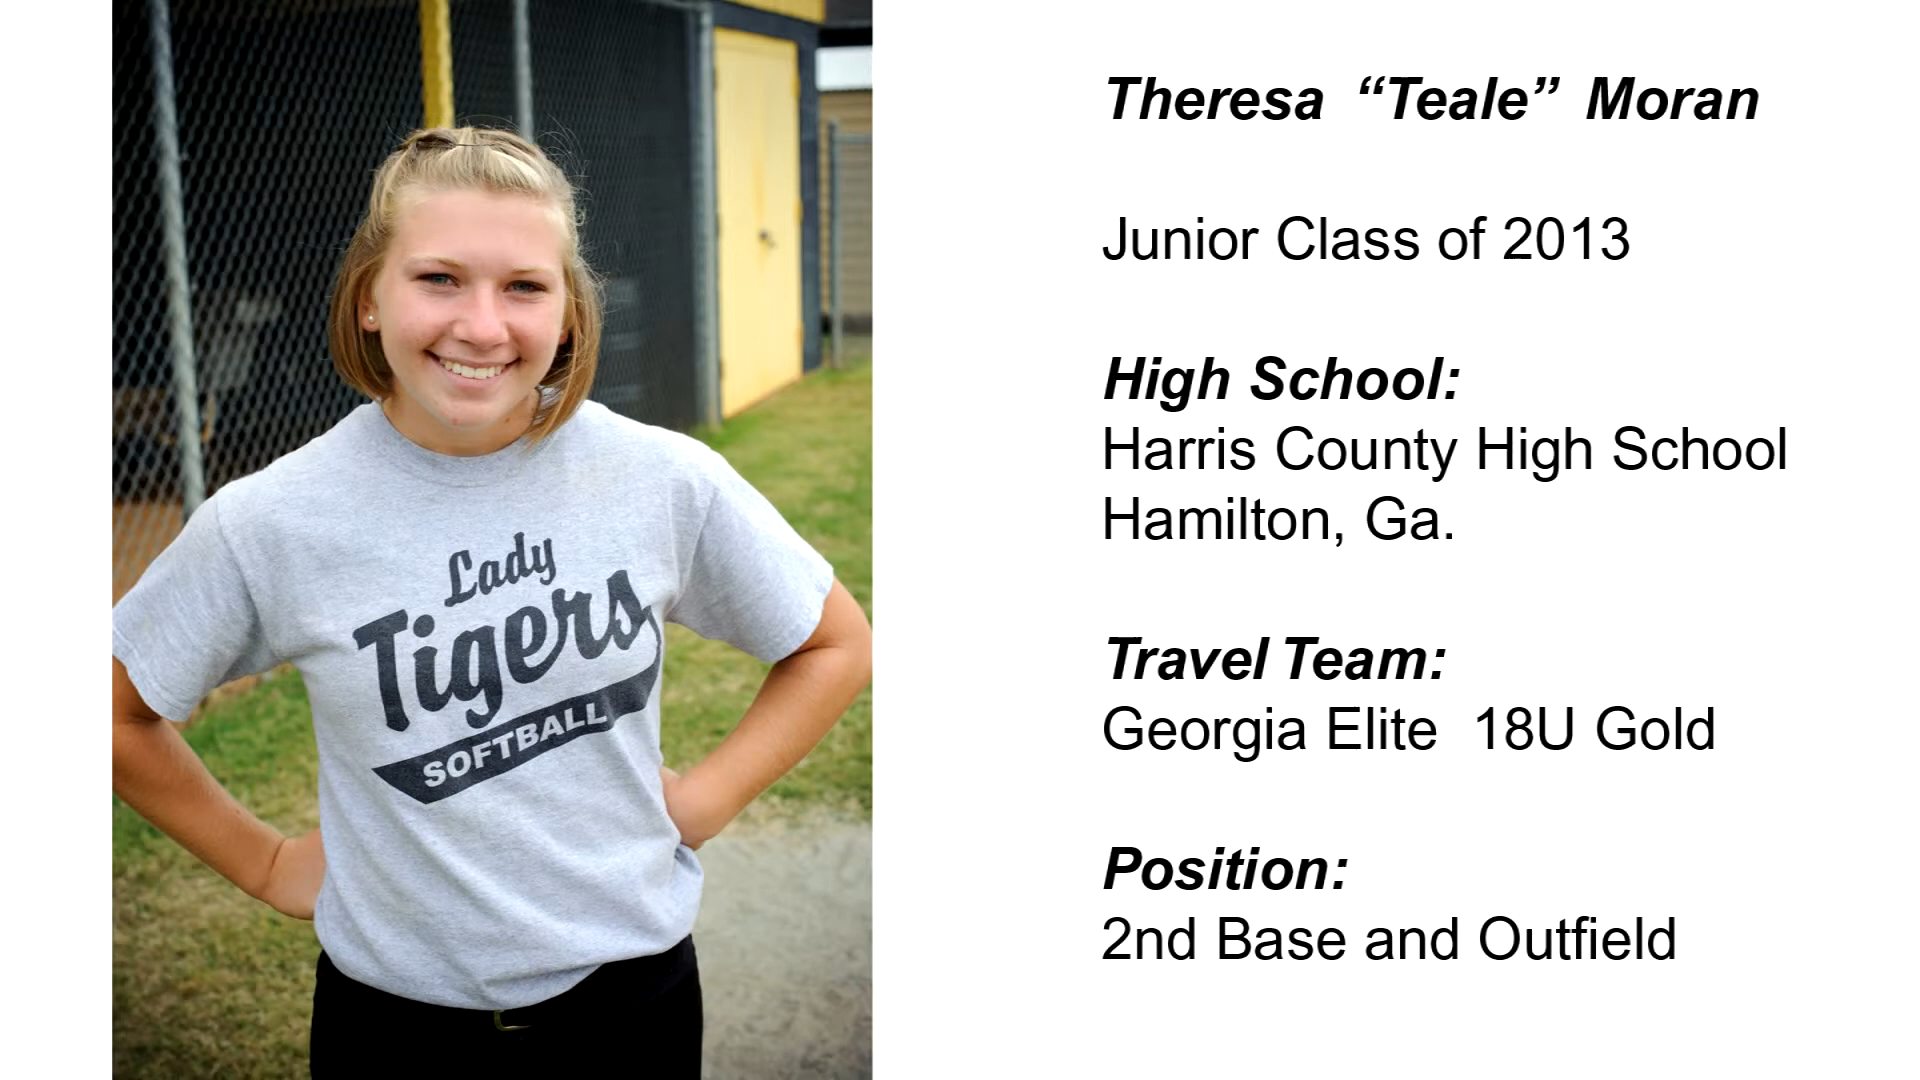 Lady
Tigers
SOFTBALL
Theresa “Teale” Moran
Junior Class of 2013
High School:
Harris County High School
Hamilton, Ga.
Travel Team:
Georgia Elite 18U Gold
Position:
2nd Base and Outfield